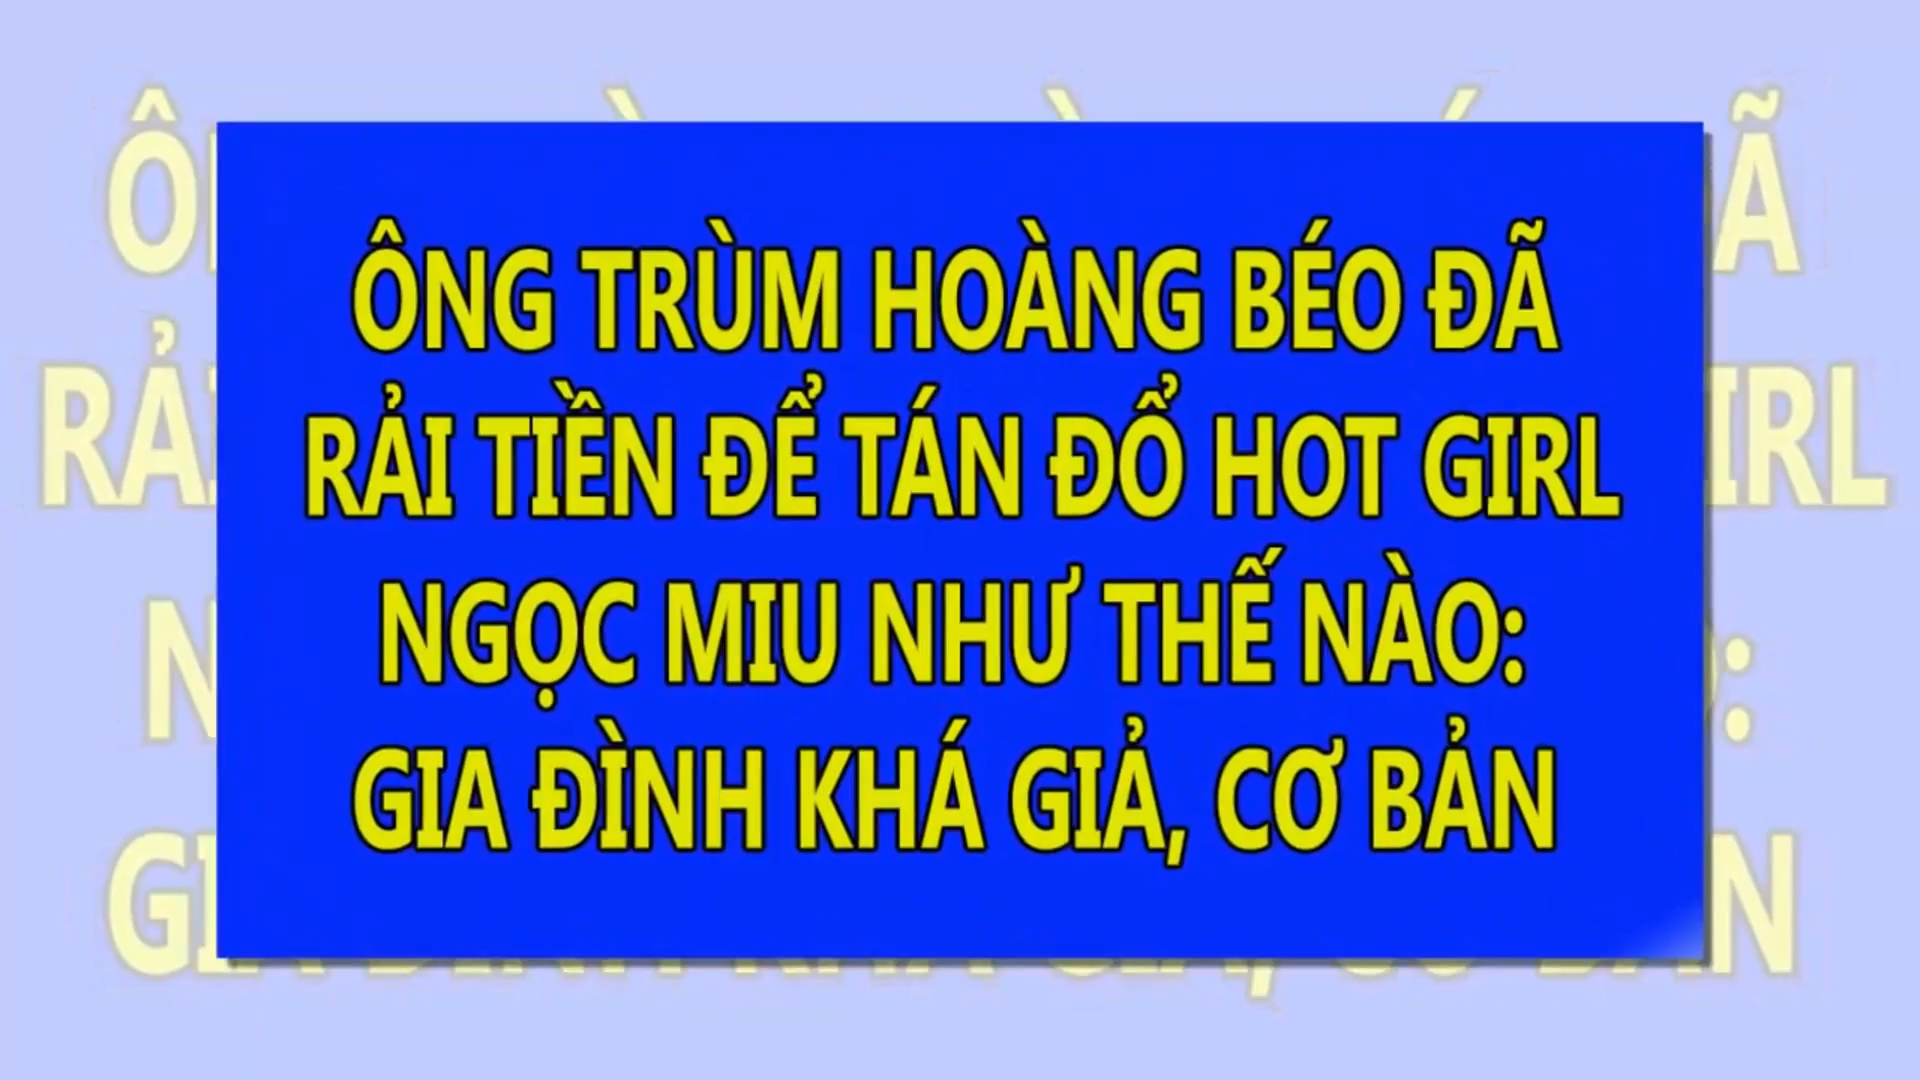 ÔNG TRÙM HOÀNG BÉO ĐÃ
RẢI TIỀN ĐỂ TÁN ĐỔ HOT GIRL
NGỌC MIU NHƯ THẾ NÀO:
GIA ĐÌNH KHÁ GIẢ, CƠ BẢN